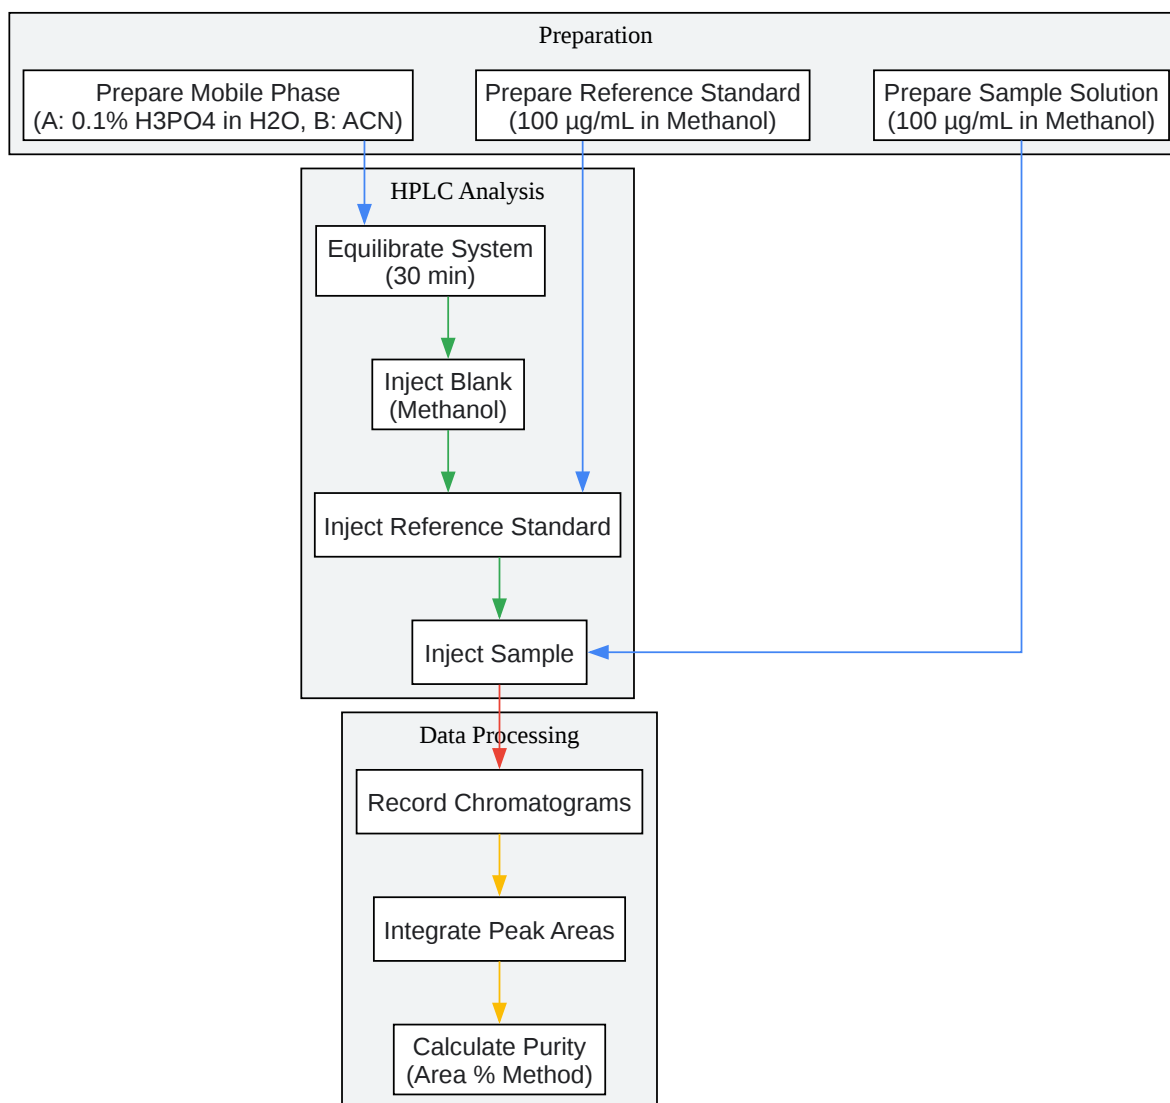 Preparation
Prepare Mobile Phase
(A: 0.1% H3PO4 in H2O, B: ACN)
Prepare Reference Standard
(100 µg/mL in Methanol)
Prepare Sample Solution
(100 µg/mL in Methanol)
HPLC Analysis
Equilibrate System
(30 min)
Inject Blank
(Methanol)
Inject Reference Standard
Inject Sample
Data Processing
Record Chromatograms
Integrate Peak Areas
Calculate Purity
(Area % Method)